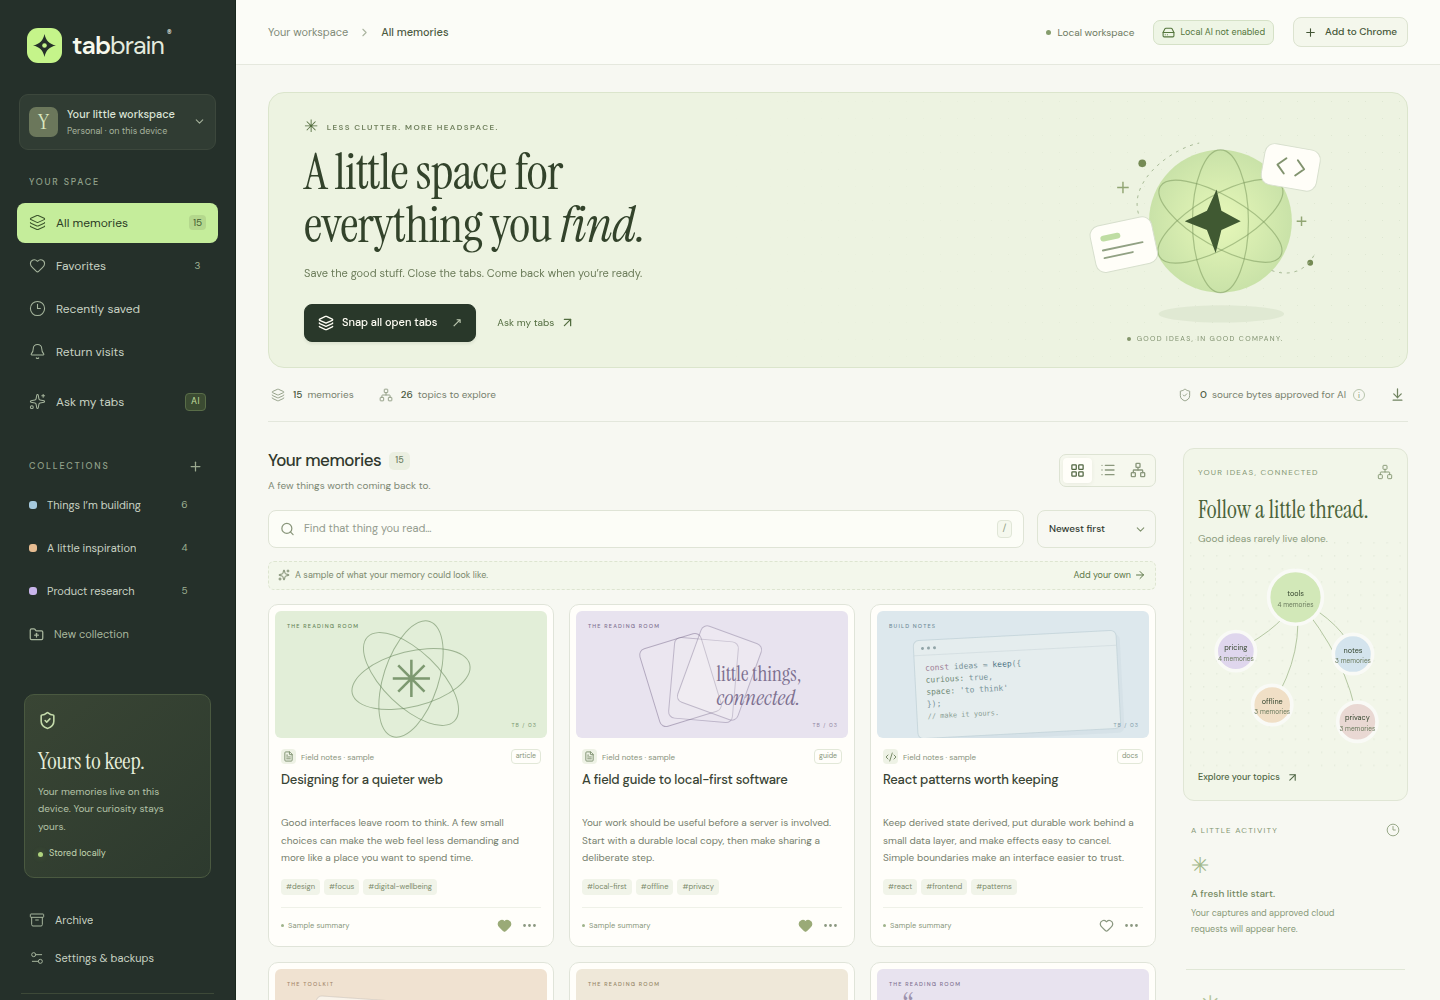 tabbrain
Your little workspace
Personal · on this device
YOUR SPACE
All memories 15
Favorites 3
Recently saved
Return visits
Ask my tabs AI
COLLECTIONS
Things I'm building 6
A little inspiration 4
Product research 5
New collection
Yours to keep.
Your memories live on this
device. Your curiosity stays
yours.
Stored locally
Archive
Settings & backups
Your workspace > All memories
Local workspace
Local AI not enabled
Add to Chrome
LESS CLUTTER. MORE HEADSPACE.
A little space for
everything you find.
Save the good stuff. Close the tabs. Come back when you're ready.
Snap all open tabs ↗
Ask my tabs
GOOD IDEAS, IN GOOD COMPANY.
15 memories
26 topics to explore
0 source bytes approved for AI
Your memories 15
A few things worth coming back to.
Find that thing you read... /
Newest first
A sample of what your memory could look like.
Add your own →
THE READING ROOM
TB / 03
Field notes · sample
article
Designing for a quieter web
Good interfaces leave room to think. A few small
choices can make the web feel less demanding and
more like a place you want to spend time.
#design #focus #digital-wellbeing
Sample summary
THE READING ROOM
little things,
connected.
TB / 03
Field notes · sample
guide
A field guide to local-first software
Your work should be useful before a server is involved.
Start with a durable local copy, then make sharing a
deliberate step.
#local-first #offline #privacy
Sample summary
BUILD NOTES
const ideas = keep({
curious: true,
space: 'to think'
});
// make it yours.
TB / 03
Field notes · sample
docs
React patterns worth keeping
Keep derived state derived, put durable work behind a
small data layer, and make effects easy to cancel.
Simple boundaries make an interface easier to trust.
#react #frontend #patterns
Sample summary
THE TOOLKIT
THE READING ROOM
THE READING ROOM
“
YOUR IDEAS, CONNECTED
Follow a little thread.
Good ideas rarely live alone.
tools
4 memories
pricing
4 memories
notes
3 memories
offline
3 memories
privacy
3 memories
Explore your topics
A LITTLE ACTIVITY
A fresh little start.
Your captures and approved cloud
requests will appear here.